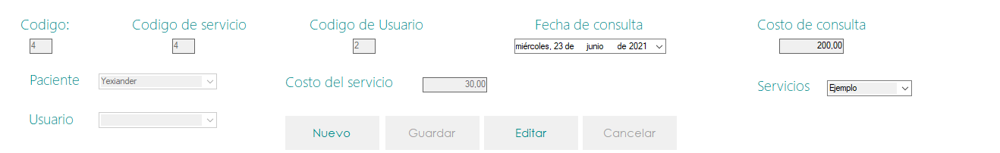 Codigo: Codigo de servicio Codigo de Usuario Fecha de consulta Costo de consulta
4 4 2 miércoles, 23 de junio de 2021 200,00
Paciente Yexiander Costo del servicio 30,00 Servicios Ejemplo
Usuario
Nuevo Guardar Editar Cancelar